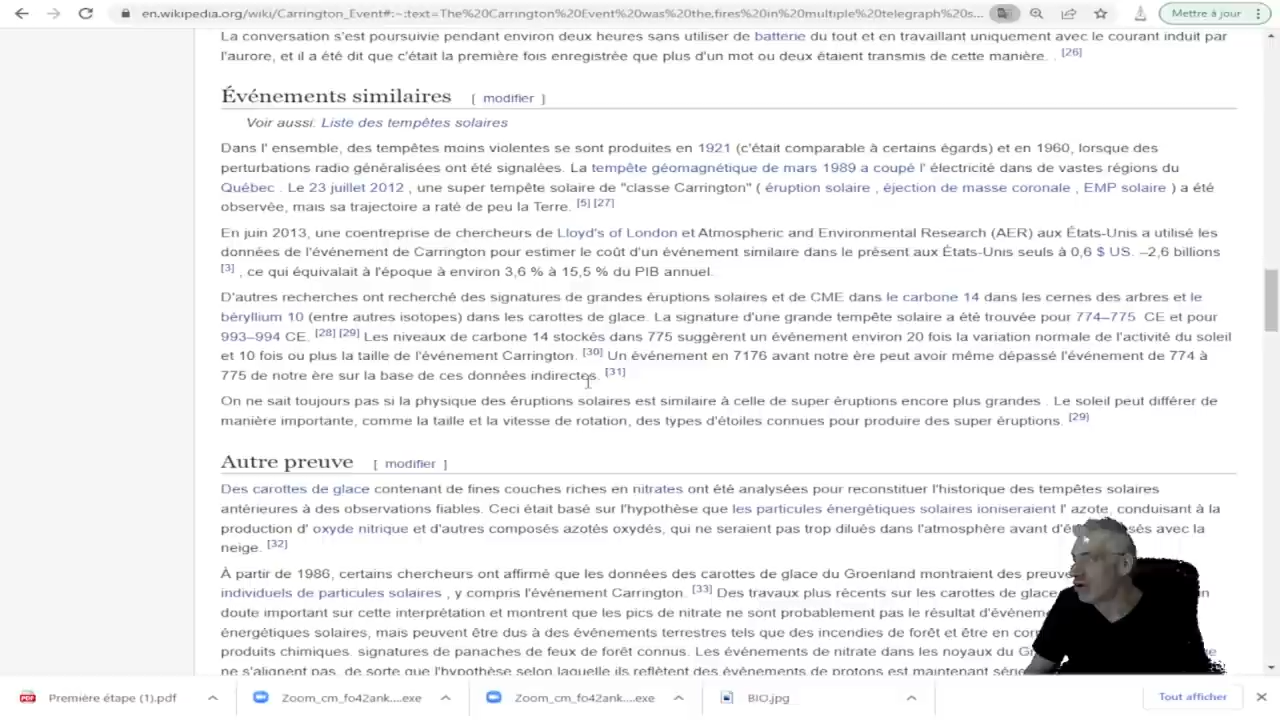 en.wikipedia.org/wiki/Carrington_Event#:~:text=The%20Carrington%20Event%20was%20the,fires%20in%20multiple%20telegraph%20s...
Mettre à jour
La conversation s'est poursuivie pendant environ deux heures sans utiliser de batterie du tout et en travaillant uniquement avec le courant induit par
l'aurore, et il a été dit que c'était la première fois enregistrée que plus d'un mot ou deux étaient transmis de cette manière. . [26]
Événements similaires [ modifier ]
Voir aussi: Liste des tempêtes solaires
Dans l' ensemble, des tempêtes moins violentes se sont produites en 1921 (c'était comparable à certains égards) et en 1960, lorsque des
perturbations radio généralisées ont été signalées. La tempête géomagnétique de mars 1989 a coupé l' électricité dans de vastes régions du
Québec . Le 23 juillet 2012 , une super tempête solaire de "classe Carrington" ( éruption solaire , éjection de masse coronale , EMP solaire ) a été
observée, mais sa trajectoire a raté de peu la Terre. [5] [27]
En juin 2013, une coentreprise de chercheurs de Lloyd's of London et Atmospheric and Environmental Research (AER) aux États-Unis a utilisé les
données de l'événement de Carrington pour estimer le coût d'un événement similaire dans le présent aux États-Unis seuls à 0,6 $ US. –2,6 billions
[3] , ce qui équivalait à l'époque à environ 3,6 % à 15,5 % du PIB annuel.
D'autres recherches ont recherché des signatures de grandes éruptions solaires et de CME dans le carbone 14 dans les cernes des arbres et le
béryllium 10 (entre autres isotopes) dans les carottes de glace. La signature d'une grande tempête solaire a été trouvée pour 774–775 CE et pour
993–994 CE. [28] [29] Les niveaux de carbone 14 stockés dans 775 suggèrent un événement environ 20 fois la variation normale de l'activité du soleil
et 10 fois ou plus la taille de l'événement Carrington. [30] Un événement en 7176 avant notre ère peut avoir même dépassé l'événement de 774 à
775 de notre ère sur la base de ces données indirectes. [31]
On ne sait toujours pas si la physique des éruptions solaires est similaire à celle de super éruptions encore plus grandes . Le soleil peut différer de
manière importante, comme la taille et la vitesse de rotation, des types d'étoiles connues pour produire des super éruptions. [29]
Autre preuve [ modifier ]
Des carottes de glace contenant de fines couches riches en nitrates ont été analysées pour reconstituer l'historique des tempêtes solaires
antérieures à des observations fiables. Ceci était basé sur l'hypothèse que les particules énergétiques solaires ioniseraient l' azote, conduisant à la
production d' oxyde nitrique et d'autres composés azotés oxydés, qui ne seraient pas trop dilués dans l'atmosphère avant avec la
neige. [32]
À partir de 1986, certains chercheurs ont affirmé que les données des carottes de glace du Groenland montraient des
individuels de particules solaires , y compris l'événement Carrington. [33] Des travaux plus récents sur les carottes de glace
doute important sur cette interprétation et montrent que les pics de nitrate ne sont probablement pas le résultat
énergétiques solaires, mais peuvent être dus à des événements terrestres tels que des incendies de forêt et être en
produits chimiques. signatures de panaches de feux de forêt connus. Les événements de nitrate dans les noyaux du
ne s'alignent pas, de sorte que l'hypothèse selon laquelle ils reflètent des événements de protons est maintenant
Première étape (1).pdf
Zoom_cm_fo42ank....exe
Zoom_cm_fo42ank....exe
BIO.jpg
Tout afficher